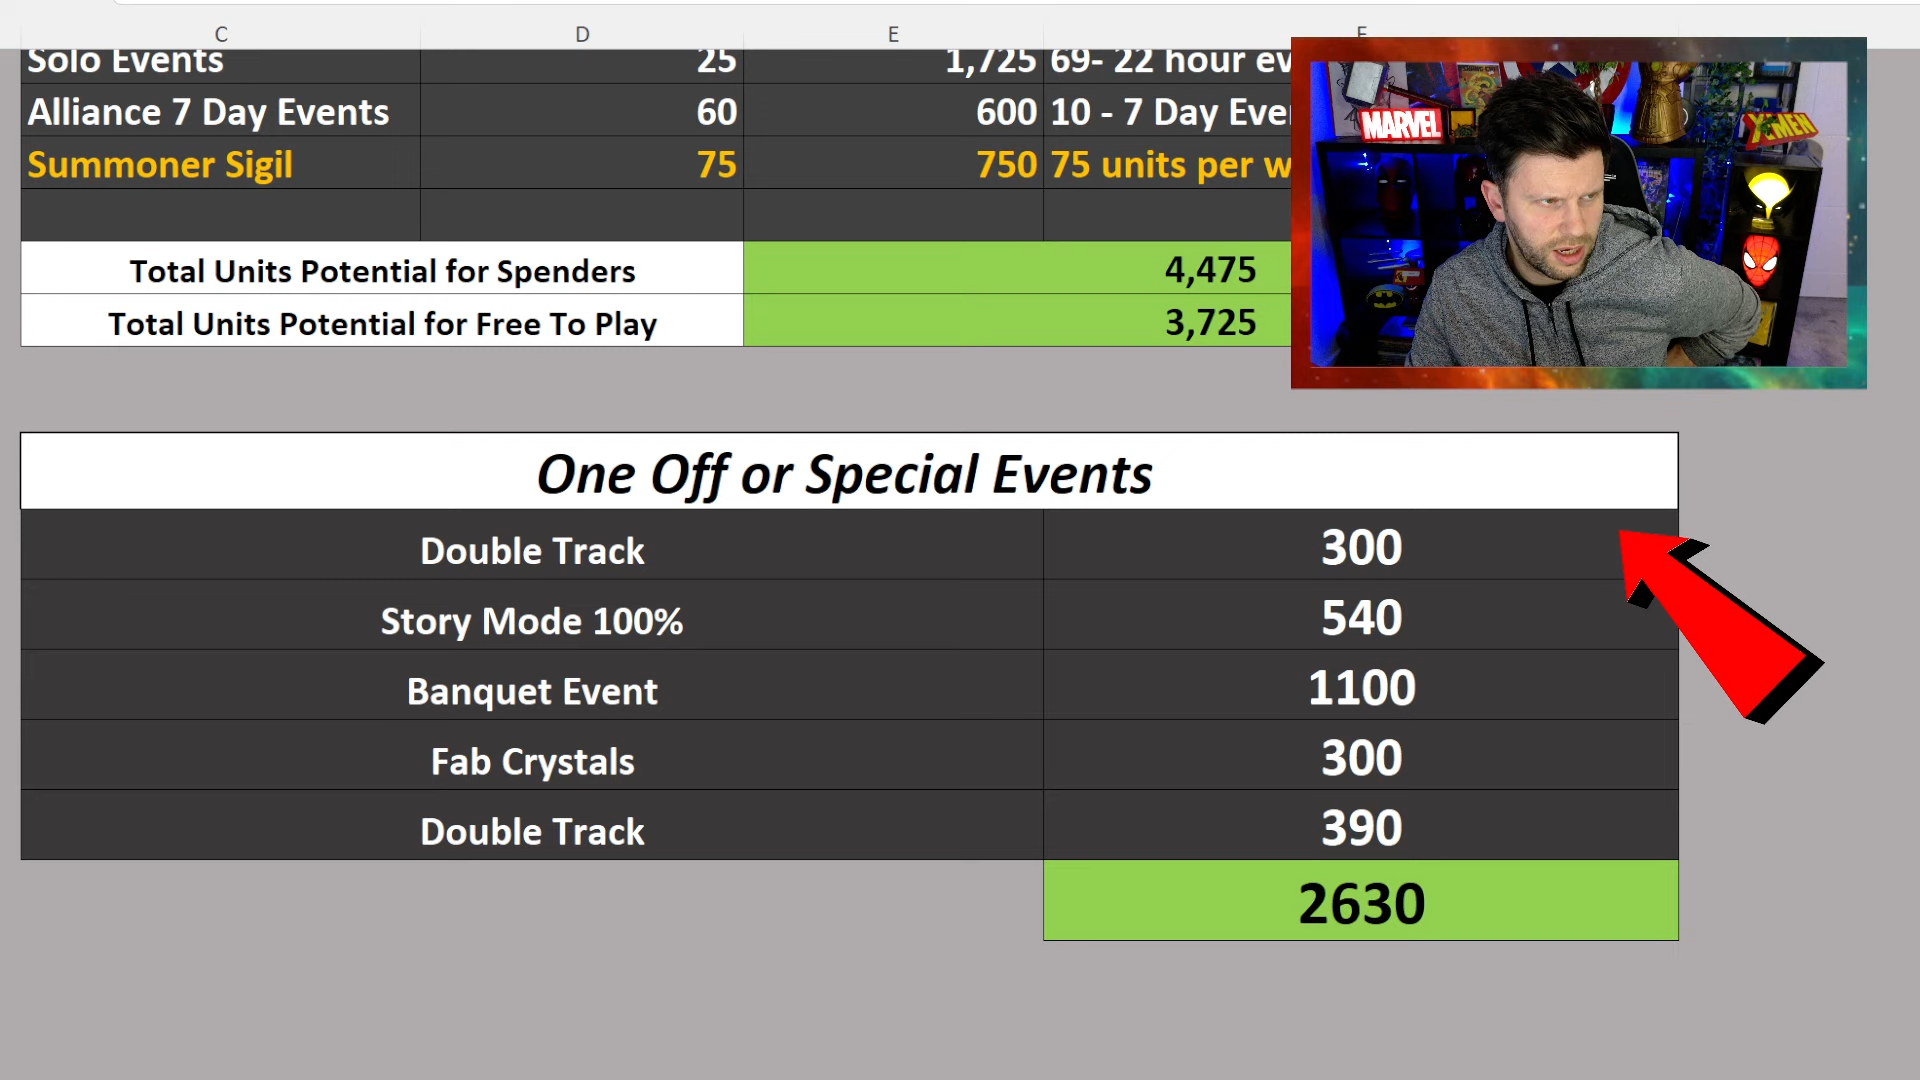 C D E F
Solo Events 25 1,725 69- 22 hour ev
Alliance 7 Day Events 60 600 10 - 7 Day Eve
Summoner Sigil 75 750 75 units per w
Total Units Potential for Spenders 4,475
Total Units Potential for Free To Play 3,725
MARVEL
X-MEN
One Off or Special Events
Double Track 300
Story Mode 100% 540
Banquet Event 1100
Fab Crystals 300
Double Track 390
2630